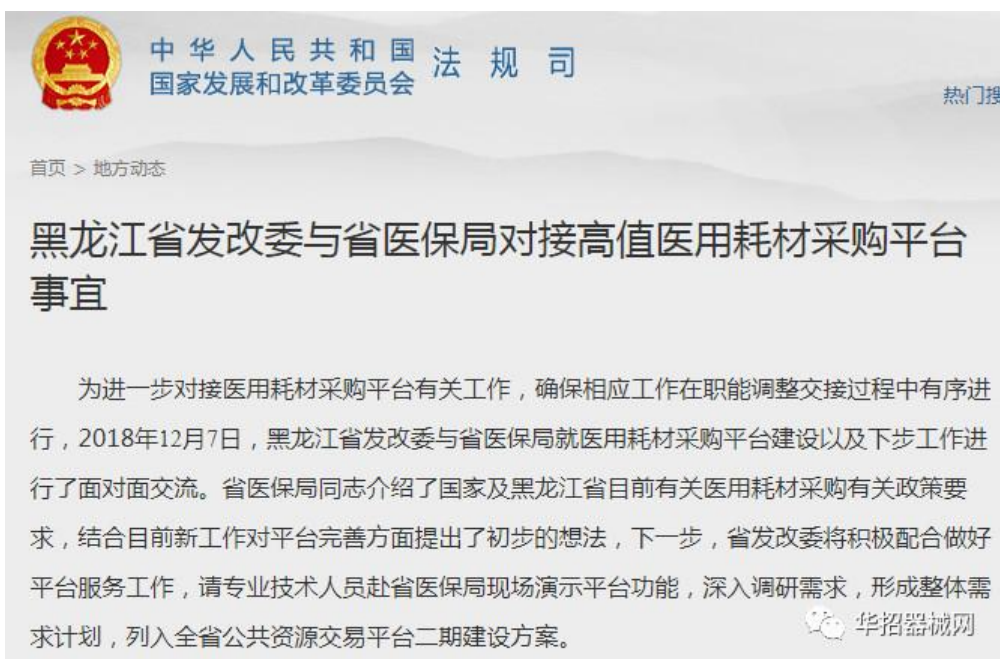 中华人民共和国
国家发展和改革委员会
法规司
热门搜
首页 > 地方动态
黑龙江省发改委与省医保局对接高值医用耗材采购平台
事宜
为进一步对接医用耗材采购平台有关工作，确保相应工作在职能调整交接过程中有序进
行，2018年12月7日，黑龙江省发改委与省医保局就医用耗材采购平台建设以及下步工作进
行了面对面交流。省医保局同志介绍了国家及黑龙江省目前有关医用耗材采购有关政策要
求，结合目前新工作对平台完善方面提出了初步的想法，下一步，省发改委将积极配合做好
平台服务工作，请专业技术人员赴省医保局现场演示平台功能，深入调研需求，形成整体需
求计划，列入全省公共资源交易平台二期建设方案。
华招器械网